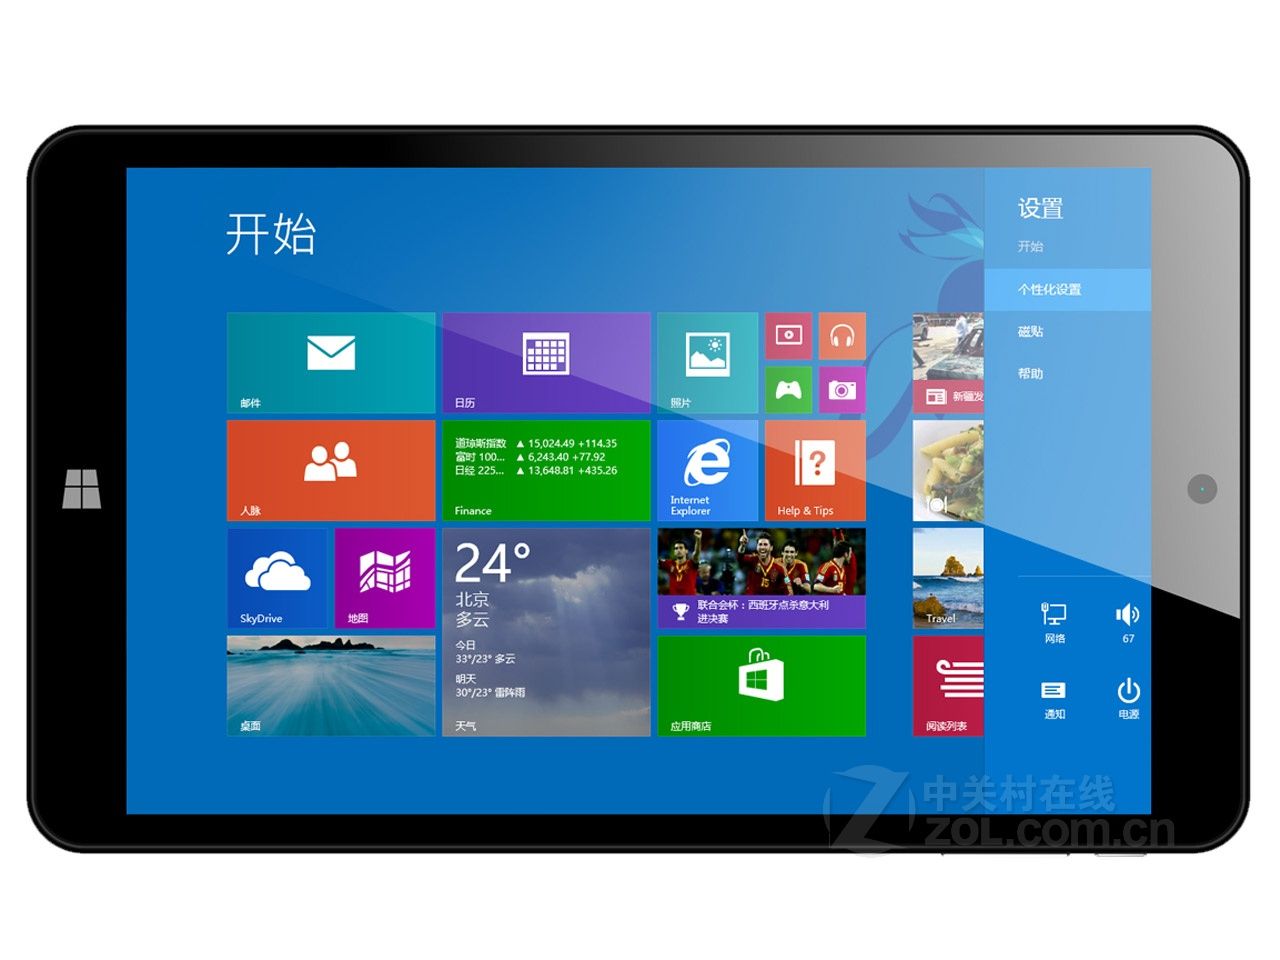 开始
设置
开始
个性化设置
磁贴
帮助
邮件
日历
照片
新疆发
人脉
道琼斯指数 ▲ 15,024.49 +114.35
富时 100... ▲ 6,243.40 +77.92
日经 225... ▲ 13,648.81 +435.26
Finance
Internet
Explorer
Help & Tips
SkyDrive
地图
24°
北京
多云
今日
33°/23° 多云
明天
30°/23° 雷阵雨
天气
联合会杯：西班牙点杀意大利
进决赛
Travel
桌面
应用商店
阅读列表
网络
67
通知
电源
中关村在线
ZOL.com.cn